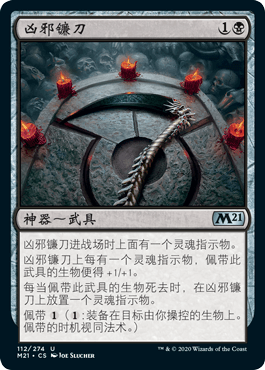 凶邪镰刀 1
神器～武具 M21
凶邪镰刀进战场时上面有一个灵魂指示物。
凶邪镰刀上每有一个灵魂指示物，佩带此武具的生物便得 +1/+1。
每当佩带此武具的生物死去时，在凶邪镰刀上放置一个灵魂指示物。
佩带 1（1：装备在目标由你操控的生物上。佩带的时机视同法术。）
112/274 U
M21 • CS JOE SLUCHER
™ & © 2020 Wizards of the Coast